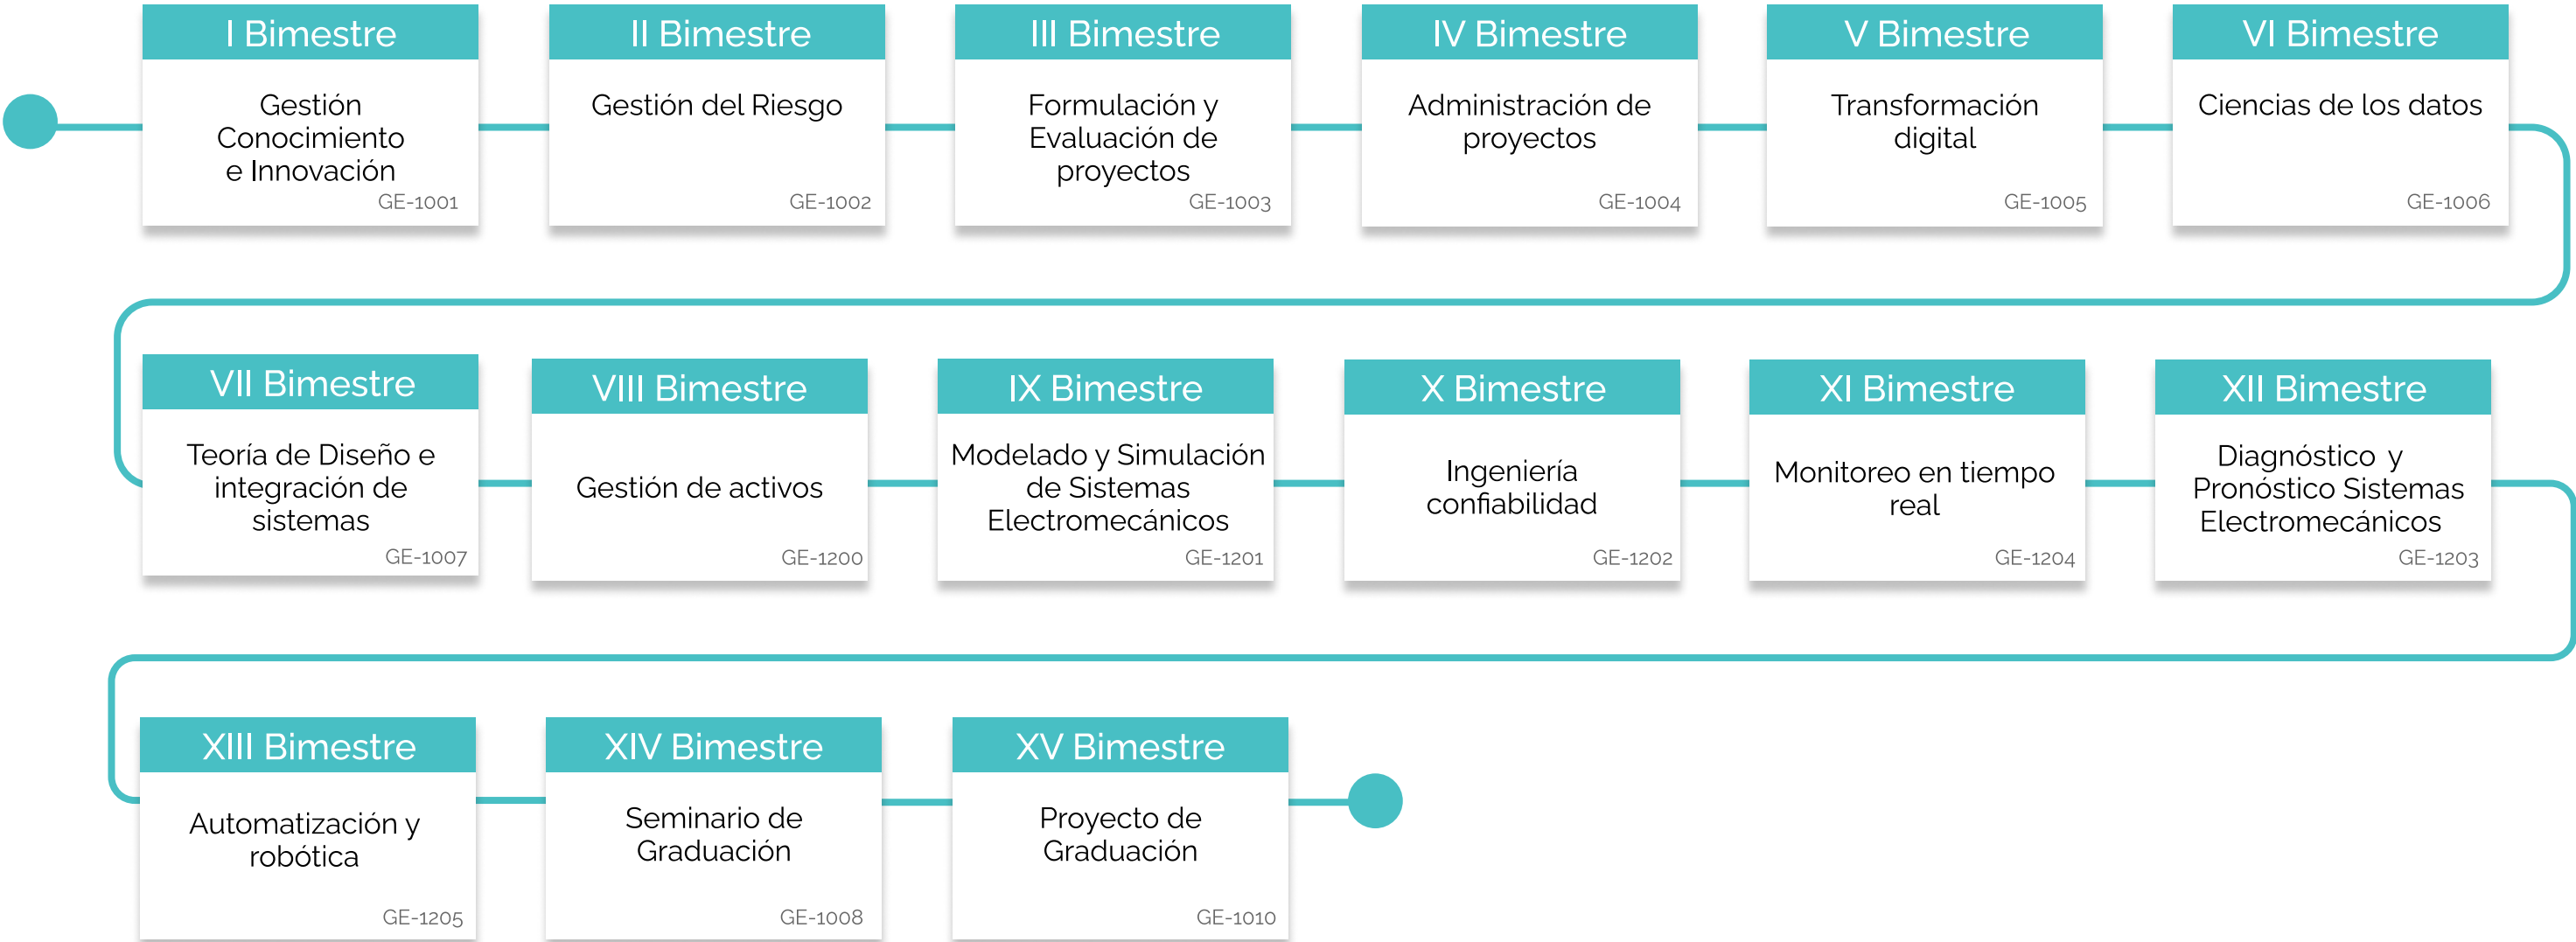 I Bimestre
Gestión
Conocimiento
e Innovación
GE-1001
II Bimestre
Gestión del Riesgo
GE-1002
III Bimestre
Formulación y
Evaluación de
proyectos
GE-1003
IV Bimestre
Administración de
proyectos
GE-1004
V Bimestre
Transformación
digital
GE-1005
VI Bimestre
Ciencias de los datos
GE-1006
VII Bimestre
Teoría de Diseño e
integración de
sistemas
GE-1007
VIII Bimestre
Gestión de activos
GE-1200
IX Bimestre
Modelado y Simulación
de Sistemas
Electromecánicos
GE-1201
X Bimestre
Ingeniería
confiabilidad
GE-1202
XI Bimestre
Monitoreo en tiempo
real
GE-1204
XII Bimestre
Diagnóstico y
Pronóstico Sistemas
Electromecánicos
GE-1203
XIII Bimestre
Automatización y
robótica
GE-1205
XIV Bimestre
Seminario de
Graduación
GE-1008
XV Bimestre
Proyecto de
Graduación
GE-1010